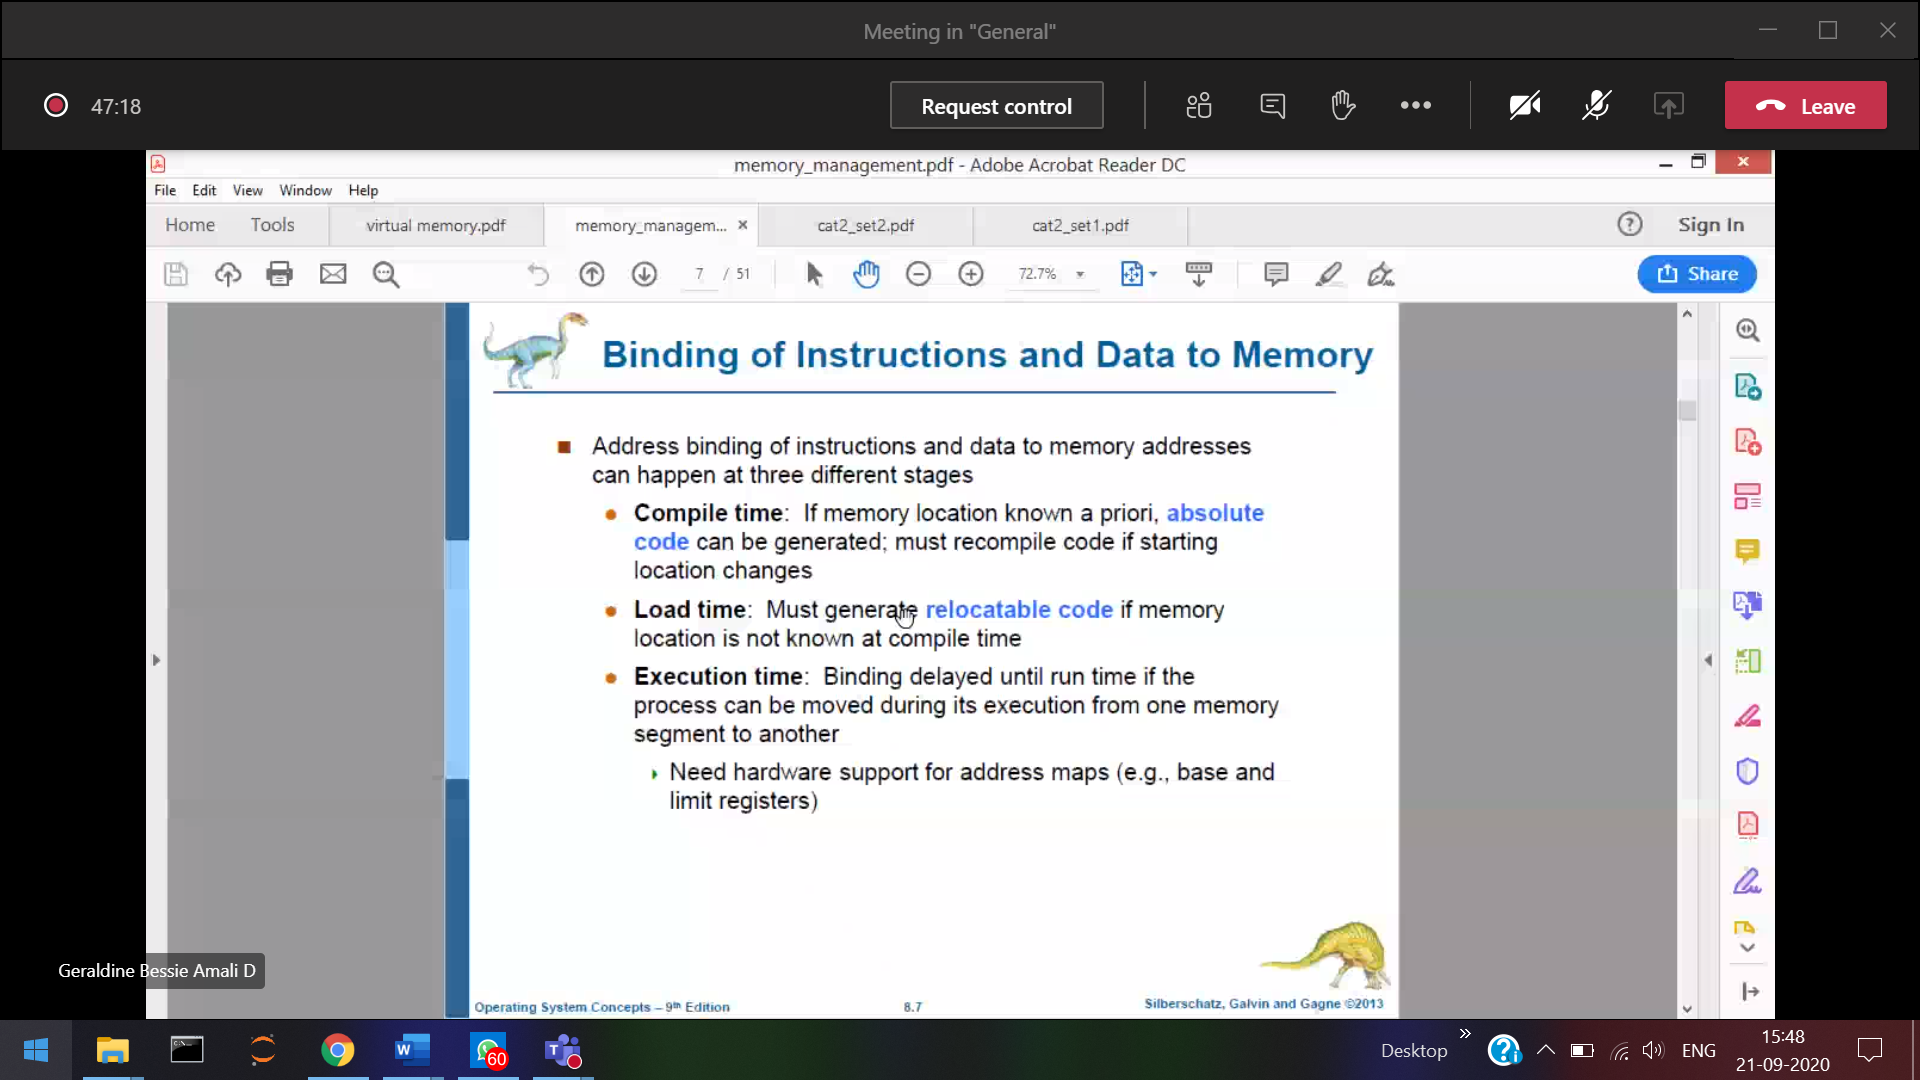 Meeting in "General"
47:18
Request control
Leave
memory_management.pdf - Adobe Acrobat Reader DC
File Edit View Window Help
Home Tools virtual memory.pdf memory_managem... cat2_set2.pdf cat2_set1.pdf Sign In
7 / 51 72.7% Share
Binding of Instructions and Data to Memory
Address binding of instructions and data to memory addresses
can happen at three different stages
Compile time: If memory location known a priori, absolute
code can be generated; must recompile code if starting
location changes
Load time: Must generate relocatable code if memory
location is not known at compile time
Execution time: Binding delayed until run time if the
process can be moved during its execution from one memory
segment to another
Need hardware support for address maps (e.g., base and
limit registers)
Geraldine Bessie Amali D
Operating System Concepts – 9th Edition 8.7 Silberschatz, Galvin and Gagne ©2013
W 60 T Desktop ENG 15:48
21-09-2020